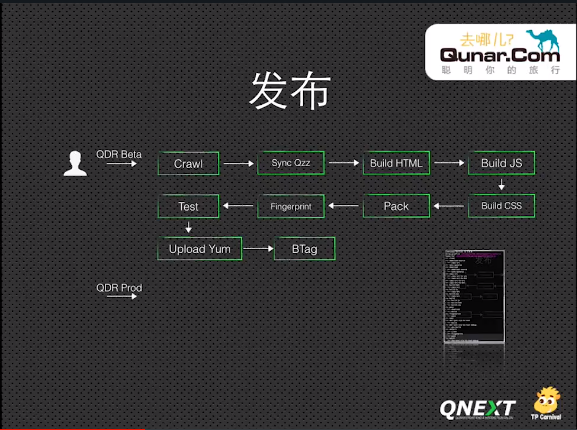 去哪儿?
Qunar.Com
聪明你的旅行
发布
QDR Beta
Crawl
Sync Qzz
Build HTML
Build JS
Test
Fingerprint
Pack
Build CSS
Upload Yum
BTag
QDR Prod
QNEXT
TP Carnival